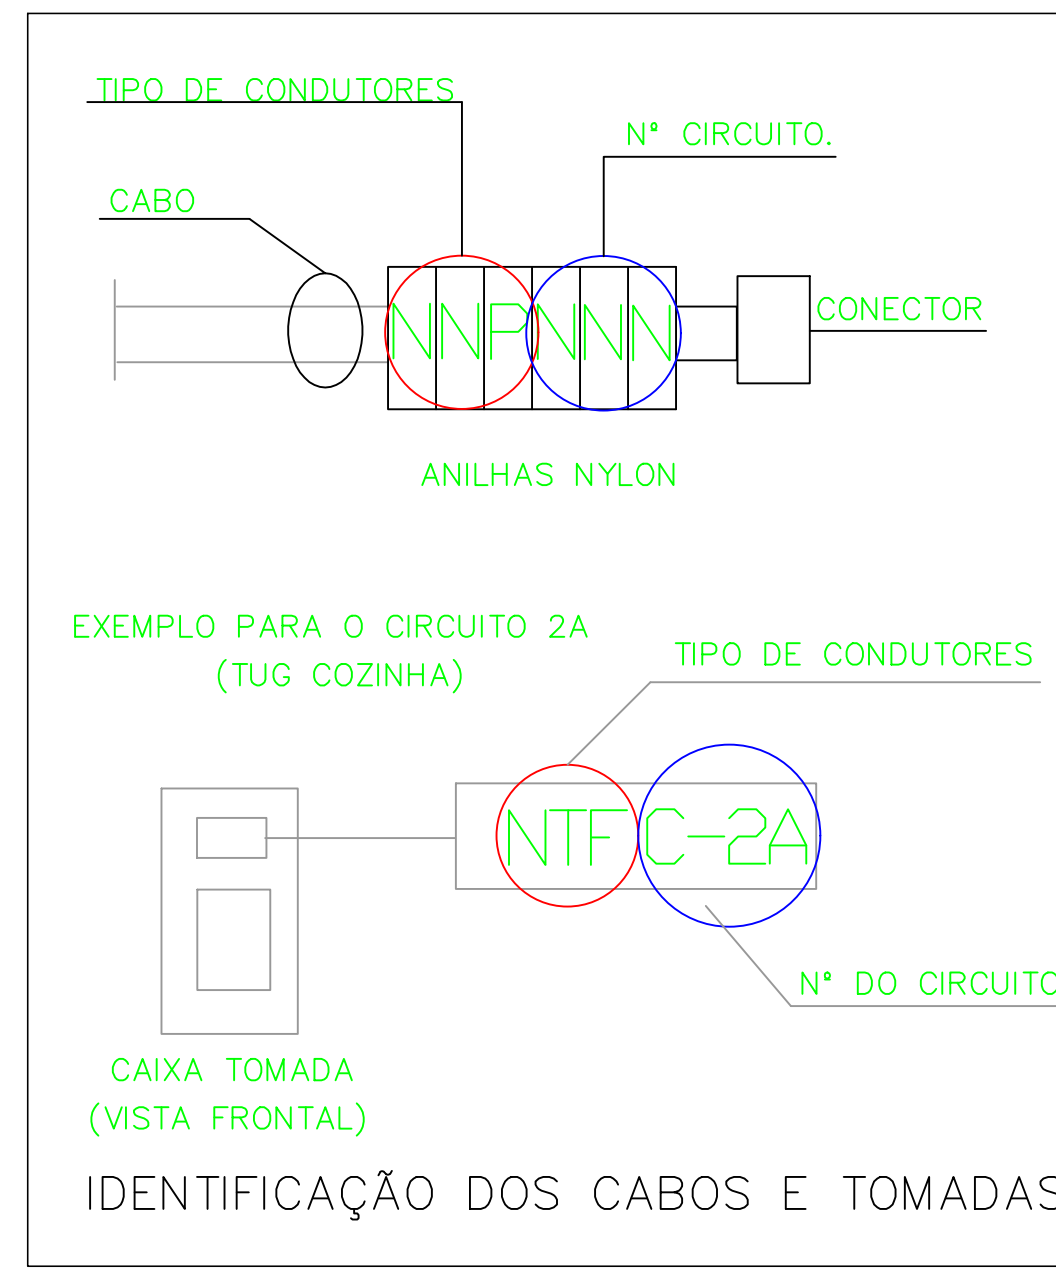 TIPO DE CONDUTORES
Nº CIRCUITO.
CABO
NNPNNN
CONECTOR
ANILHAS NYLON
EXEMPLO PARA O CIRCUITO 2A
(TUG COZINHA)
TIPO DE CONDUTORES
NTF C-2A
Nº DO CIRCUITO
CAIXA TOMADA
(VISTA FRONTAL)
IDENTIFICAÇÃO DOS CABOS E TOMADAS